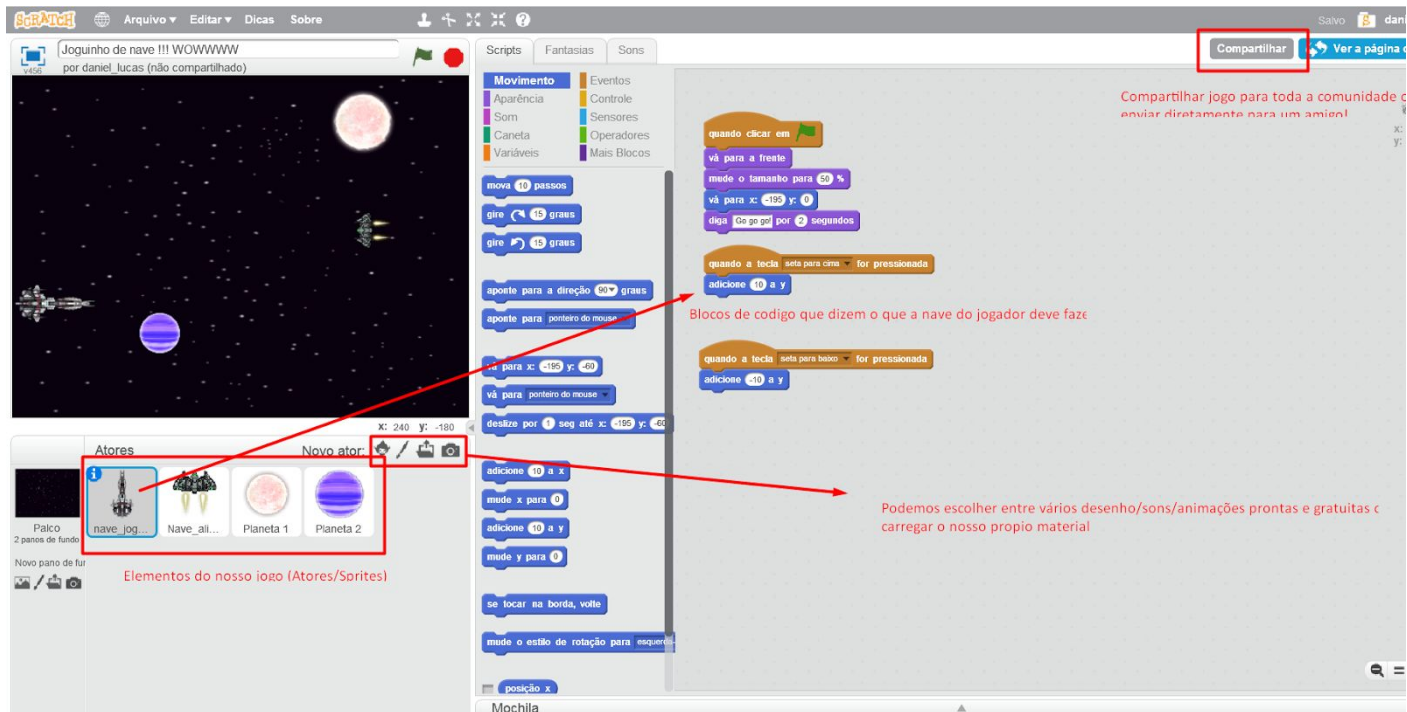 SCRATCH Arquivo▼ Editar▼ Dicas Sobre
Salvo
Joguinho de nave !!! WOWWWW
por daniel_lucas (não compartilhado)
v456
Scripts Fantasias Sons
Compartilhar
Ver a página
Movimento Eventos
Aparência Controle
Som Sensores
Caneta Operadores
Variáveis Mais Blocos
mova 10 passos
gire 15 graus
gire 15 graus
aponte para a direção 90▼ graus
aponte para ponteiro do mouse
vá para x: -195 y: -60
vá para ponteiro do mouse
deslize por 1 seg até x: -195 y: -60
adicione 10 a x
mude x para 0
adicione 10 a y
mude y para 0
se tocar na borda, volte
mude o estilo de rotação para
posição x
Mochila
quando clicar em
vá para a frente
mude o tamanho para 50 %
vá para x: -195 y: 0
diga Go go go! por 2 segundos
quando a tecla seta para cima for pressionada
adicione 10 a y
Blocos de codigo que dizem o que a nave do jogador deve faze
quando a tecla seta para baixo for pressionada
adicione -10 a y
Compartilhar jogo para toda a comunidade
enviar diretamente para um amigo!
x:
y:
Podemos escolher entre vários desenho/sons/animações prontas e gratuitas
carregar o nosso propio material
x: 240 y: -180
Atores Novo ator:
Palco
2 panos de fundo
Novo pano de fu
nave_jog... Nave_ali... Planeta 1 Planeta 2
Elementos do nosso jogo (Atores/Sprites)